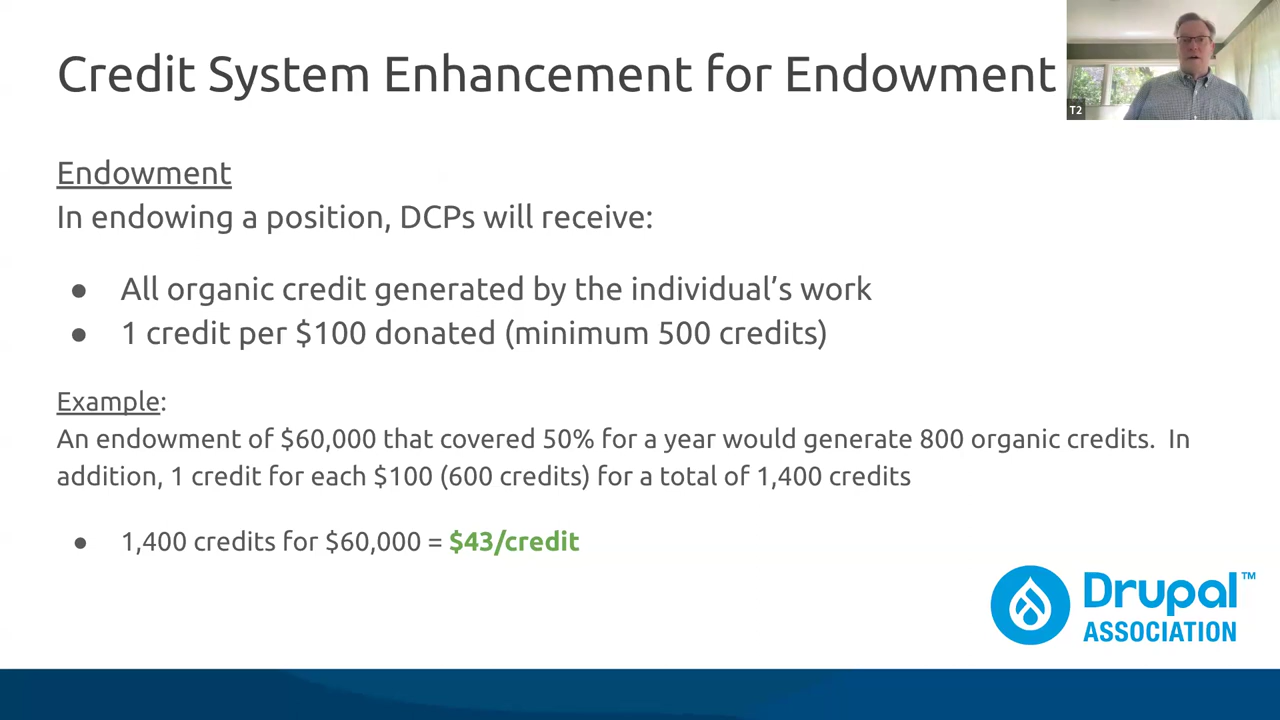 Credit System Enhancement for Endowment
T2
Endowment
In endowing a position, DCPs will receive:
● All organic credit generated by the individual’s work
● 1 credit per $100 donated (minimum 500 credits)
Example:
An endowment of $60,000 that covered 50% for a year would generate 800 organic credits.  In
addition, 1 credit for each $100 (600 credits) for a total of 1,400 credits
● 1,400 credits for $60,000 = $43/credit
Drupal™
ASSOCIATION